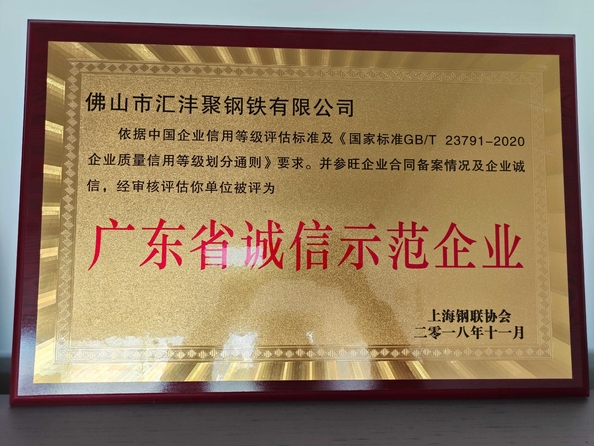 佛山市汇沣聚钢铁有限公司
依据中国企业信用等级评估标准及《国家标准GB/T 23791-2020
企业质量信用等级划分通则》要求。并参旺企业合同备案情况及企业诚
信，经审核评估你单位被评为
广东省诚信示范企业
上海钢联协会
二零一八年十一月